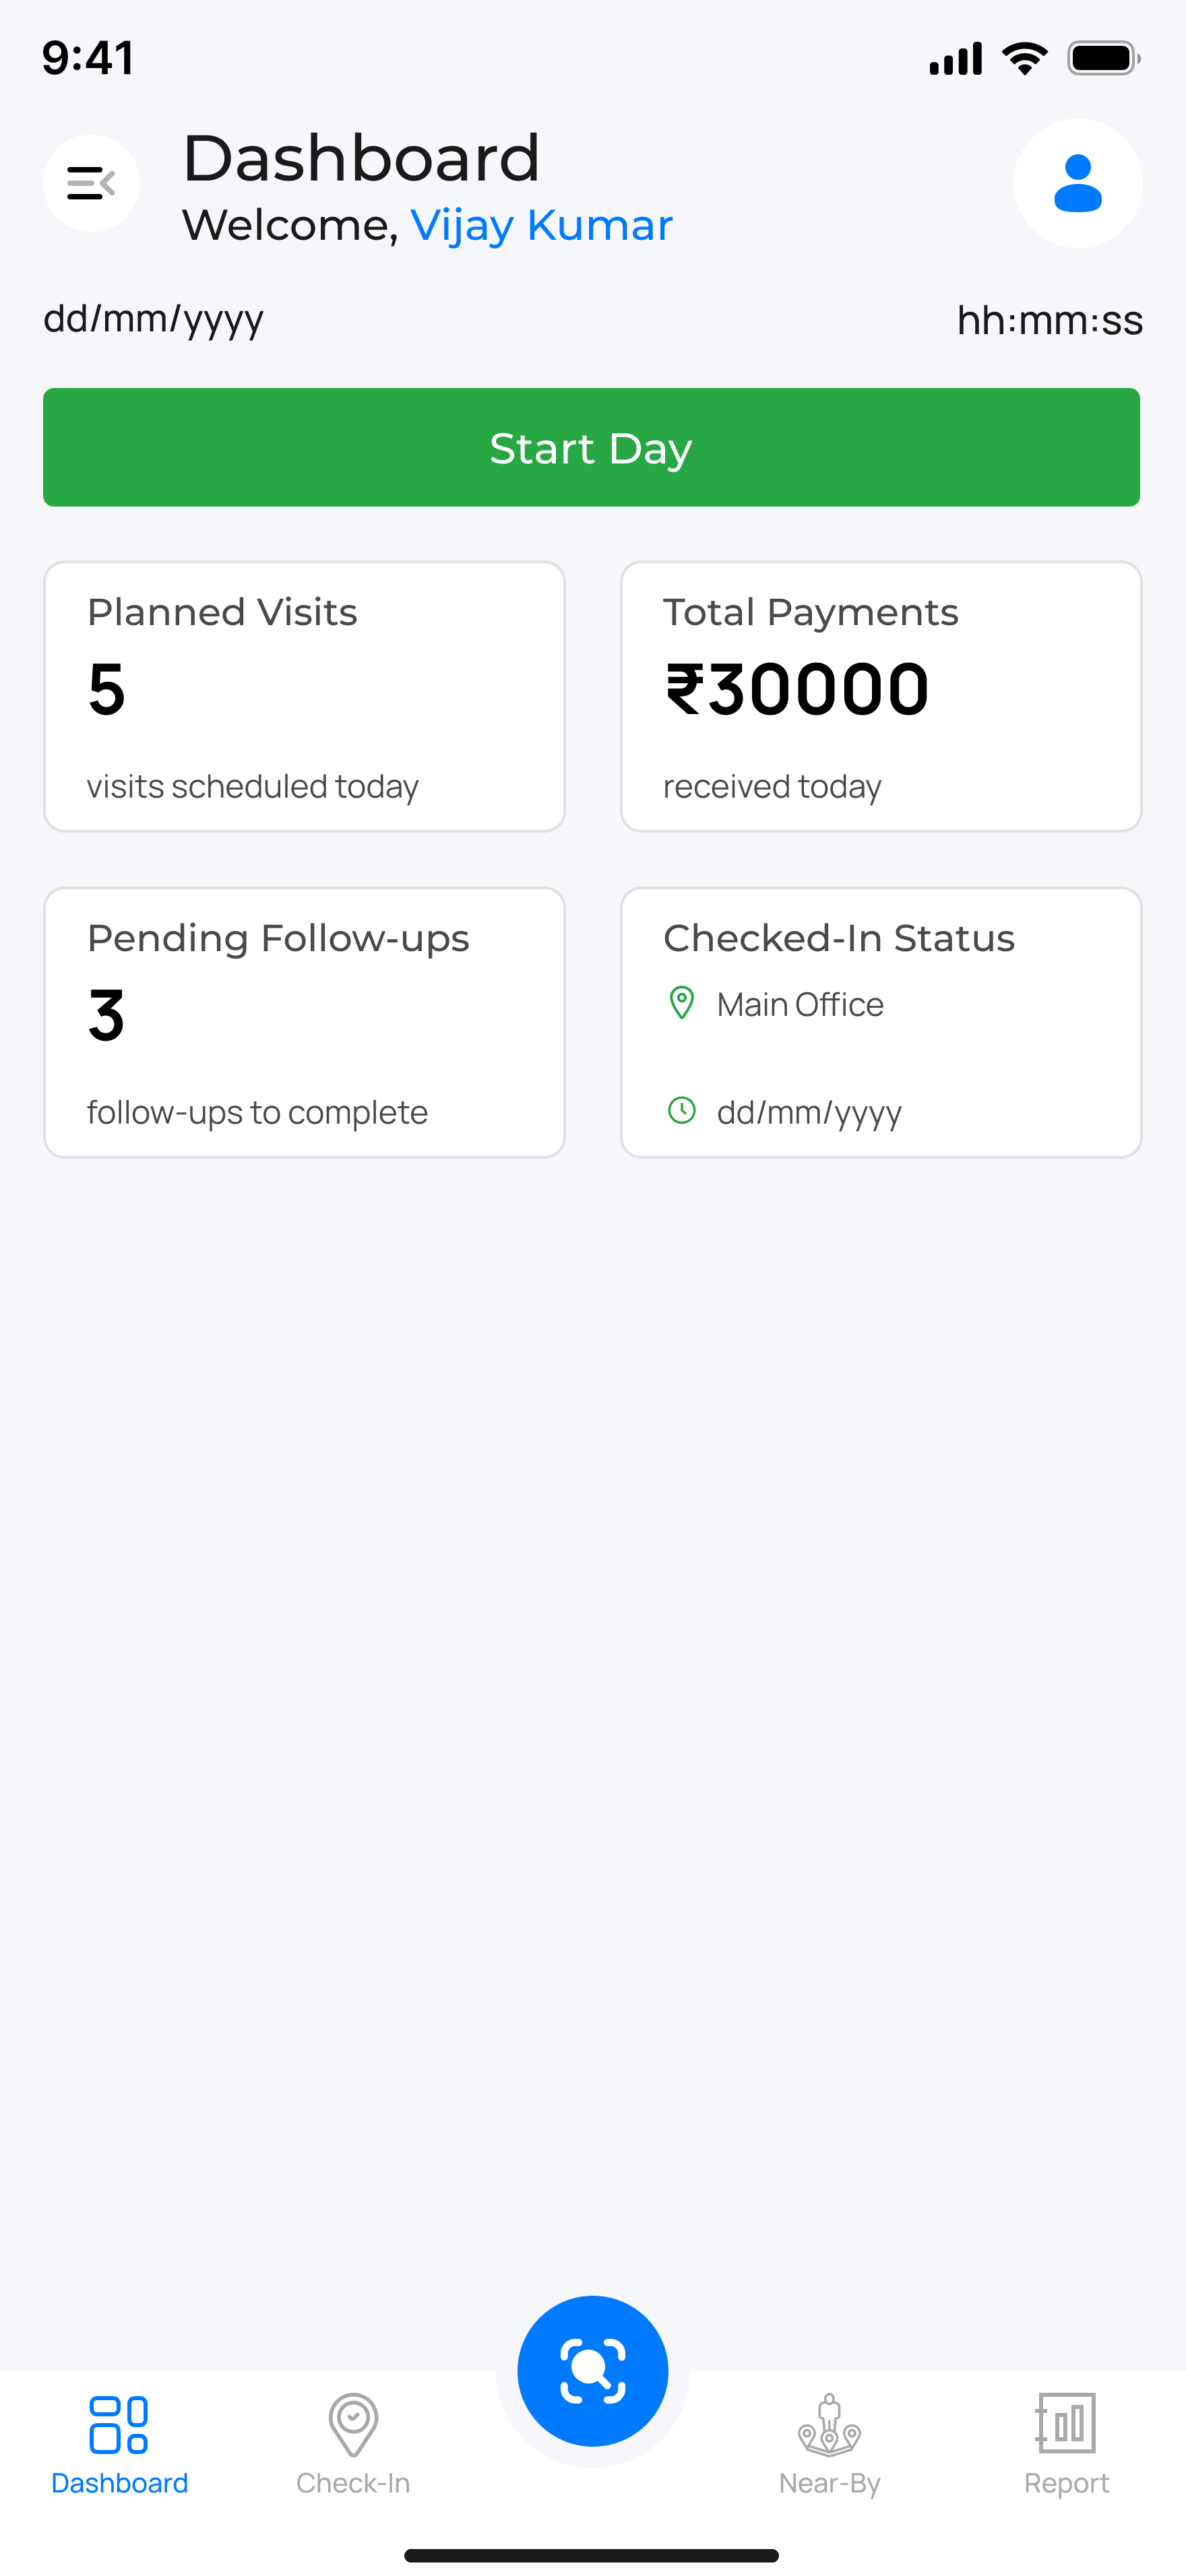 9:41
Dashboard
Welcome, Vijay Kumar
dd/mm/yyyy
hh:mm:ss
Start Day
Planned Visits
5
visits scheduled today
Total Payments
₹30000
received today
Pending Follow-ups
3
follow-ups to complete
Checked-In Status
Main Office
dd/mm/yyyy
Dashboard
Check-In
Near-By
Report